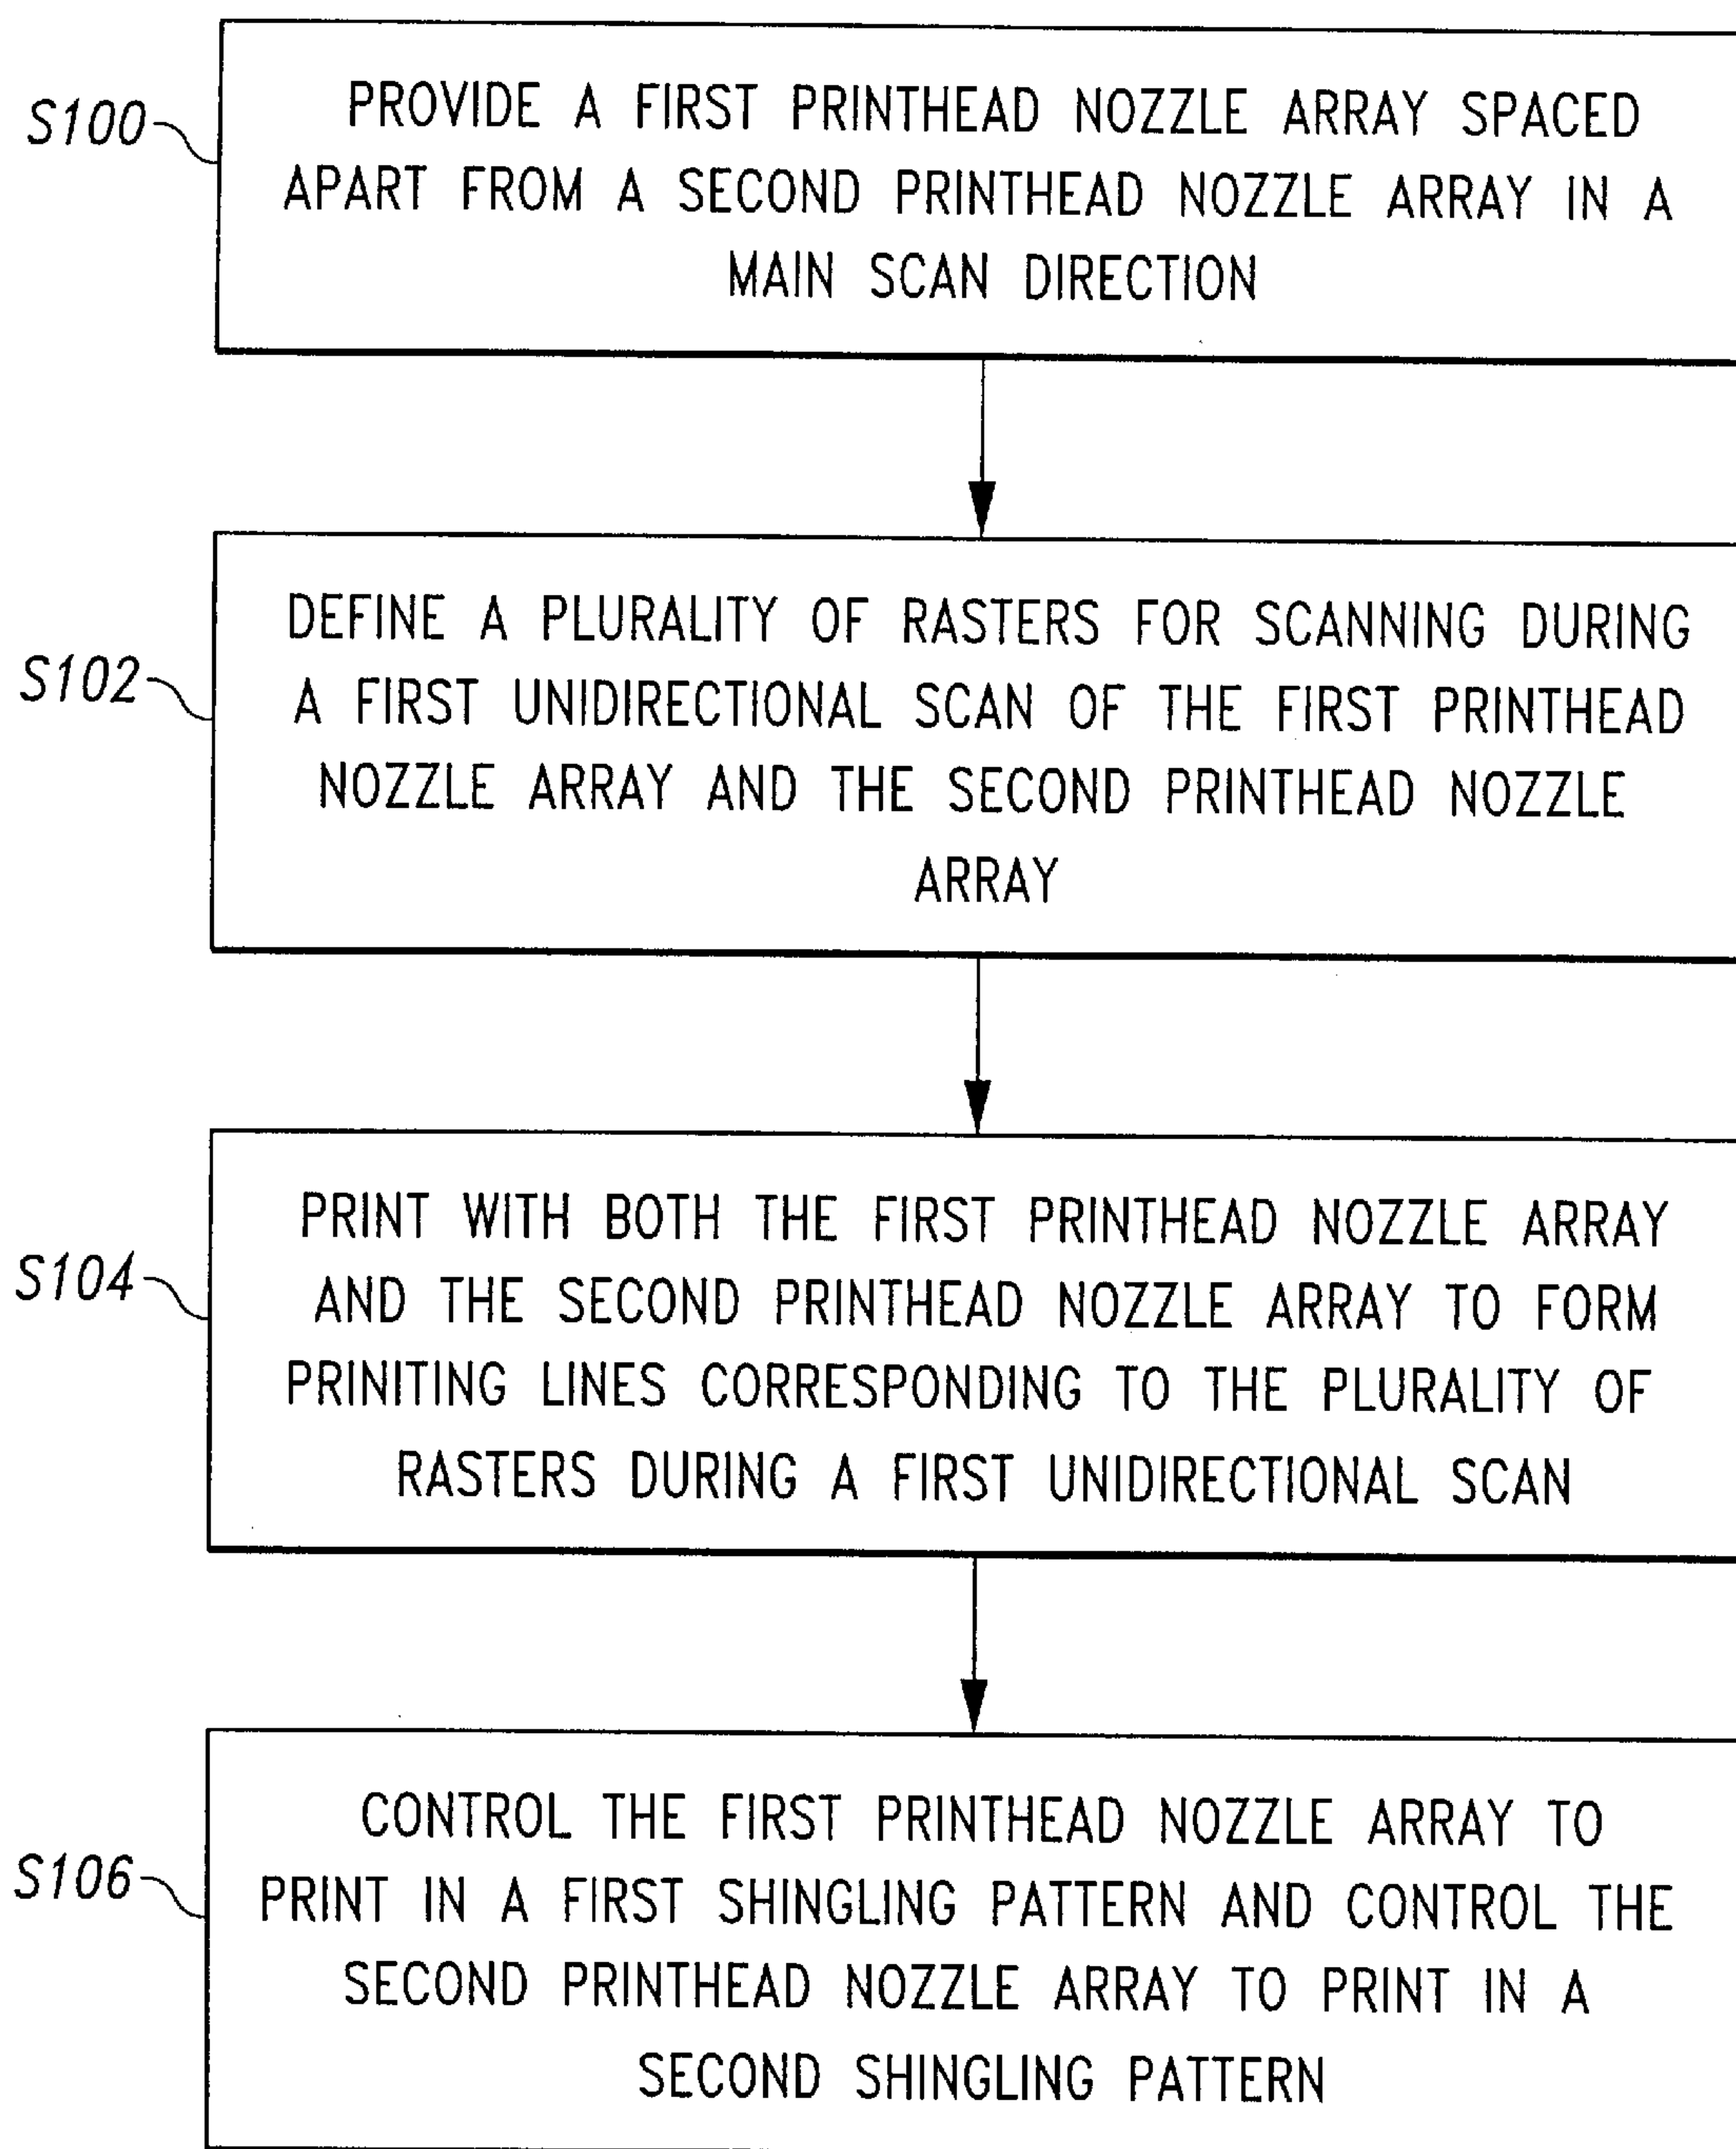 S100
PROVIDE A FIRST PRINTHEAD NOZZLE ARRAY SPACED
APART FROM A SECOND PRINTHEAD NOZZLE ARRAY IN A
MAIN SCAN DIRECTION
S102
DEFINE A PLURALITY OF RASTERS FOR SCANNING DURING
A FIRST UNIDIRECTIONAL SCAN OF THE FIRST PRINTHEAD
NOZZLE ARRAY AND THE SECOND PRINTHEAD NOZZLE
ARRAY
S104
PRINT WITH BOTH THE FIRST PRINTHEAD NOZZLE ARRAY
AND THE SECOND PRINTHEAD NOZZLE ARRAY TO FORM
PRINITING LINES CORRESPONDING TO THE PLURALITY OF
RASTERS DURING A FIRST UNIDIRECTIONAL SCAN
S106
CONTROL THE FIRST PRINTHEAD NOZZLE ARRAY TO
PRINT IN A FIRST SHINGLING PATTERN AND CONTROL THE
SECOND PRINTHEAD NOZZLE ARRAY TO PRINT IN A
SECOND SHINGLING PATTERN